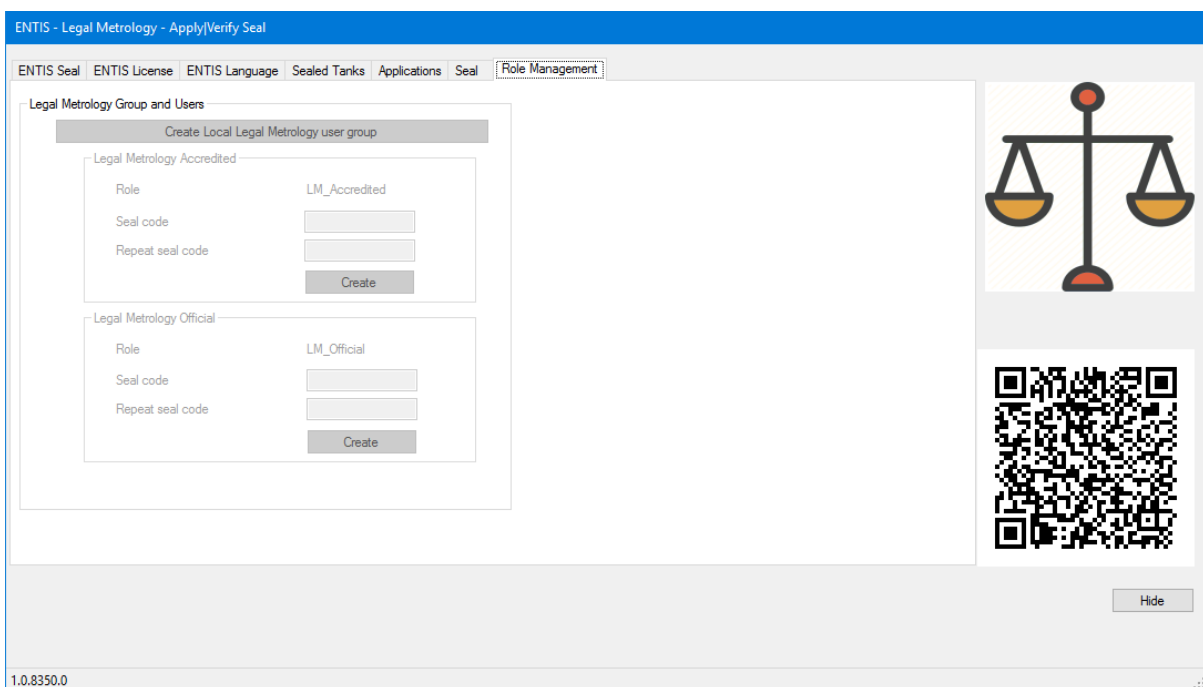 ENTIS - Legal Metrology - Apply|Verify Seal
ENTIS Seal ENTIS License ENTIS Language Sealed Tanks Applications Seal Role Management
Legal Metrology Group and Users
Create Local Legal Metrology user group
Legal Metrology Accredited
Role LM_Accredited
Seal code
Repeat seal code
Create
Legal Metrology Official
Role LM_Official
Seal code
Repeat seal code
Create
Hide
1.0.8350.0